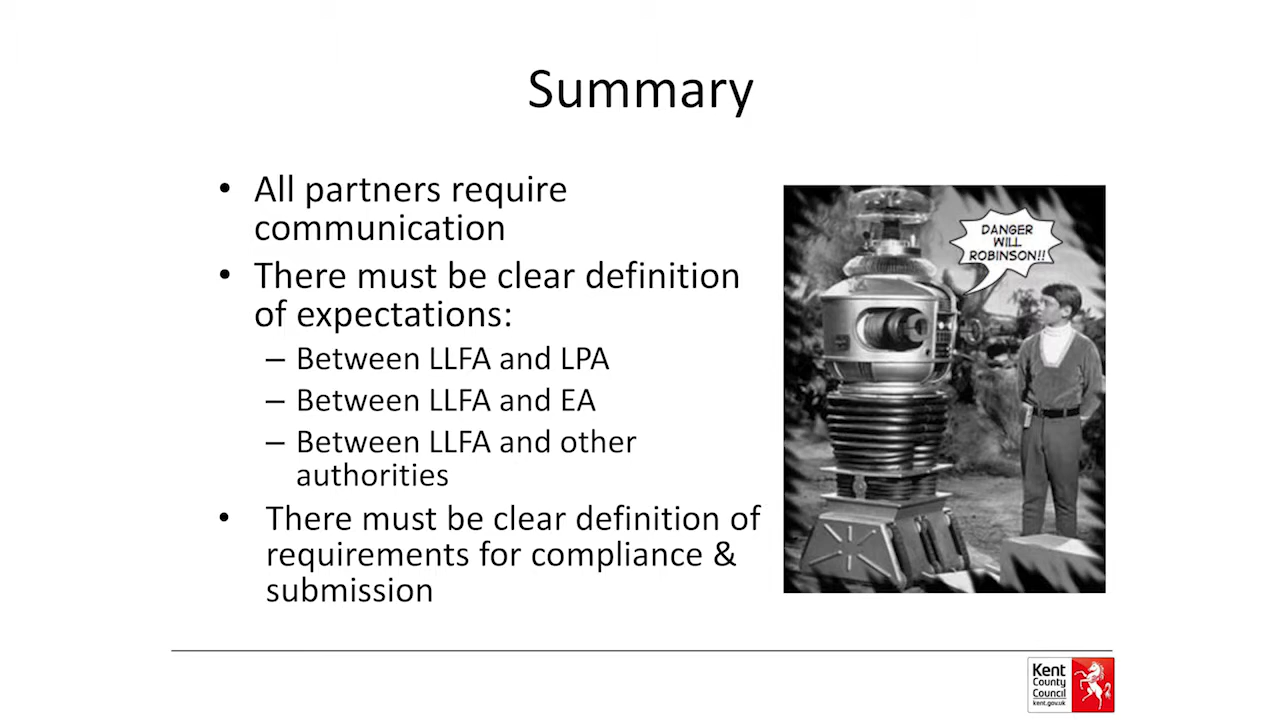 Summary
• All partners require
communication
• There must be clear definition
of expectations:
– Between LLFA and LPA
– Between LLFA and EA
– Between LLFA and other
authorities
• There must be clear definition of
requirements for compliance &
submission
DANGER
WILL
ROBINSON!!
Kent
County
Council
kent.gov.uk